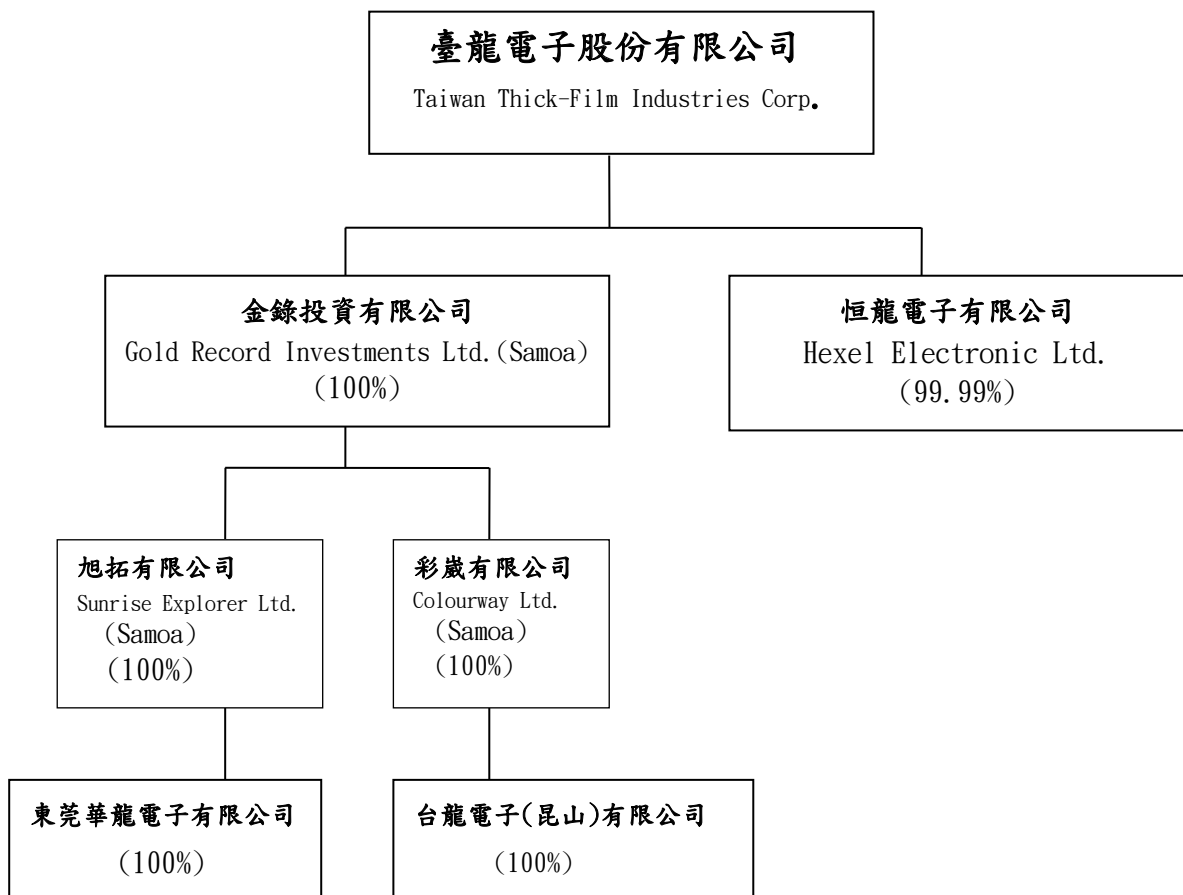 臺龍電子股份有限公司
Taiwan Thick-Film Industries Corp.
金錄投資有限公司
Gold Record Investments Ltd.(Samoa)
(100%)
恒龍電子有限公司
Hexel Electronic Ltd.
(99.99%)
旭拓有限公司
Sunrise Explorer Ltd.
(Samoa)
(100%)
彩崴有限公司
Colourway Ltd.
(Samoa)
(100%)
東莞華龍電子有限公司
(100%)
台龍電子(昆山)有限公司
(100%)